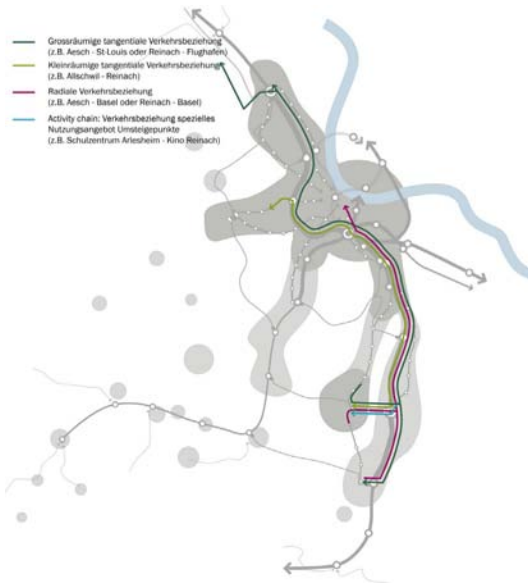 Grossräumige tangentiale Verkehrsbeziehung
(z.B. Aesch - St-Louis oder Reinach - Flughafen)
Kleinräumige tangentiale Verkehrsbeziehung
(z.B. Allschwil - Reinach)
Radiale Verkehrsbeziehung
(z.B. Aesch - Basel oder Reinach - Basel)
Activity chain: Verkehrsbeziehung spezielles
Nutzungsangebot Umsteigepunkte
(z.B. Schulzentrum Arlesheim - Kino Reinach)